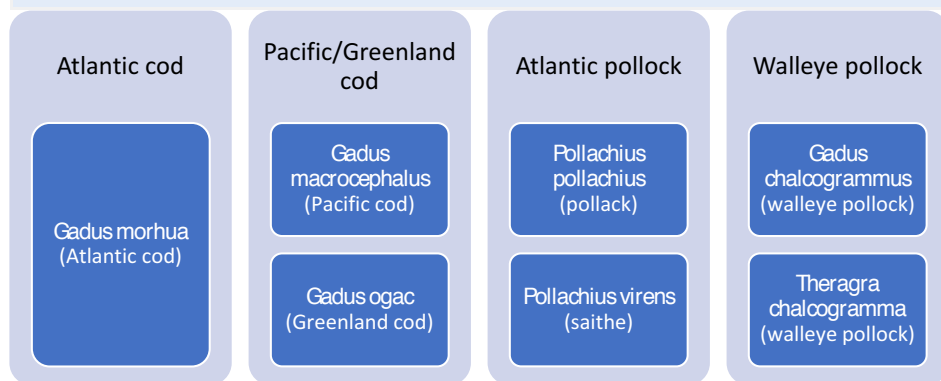 Atlantic cod
Gadus morhua
(Atlantic cod)
Pacific/Greenland
cod
Gadus
macrocephalus
(Pacific cod)
Gadus ogac
(Greenland cod)
Atlantic pollock
Pollachius
pollachius
(pollack)
Pollachius virens
(saithe)
Walleye pollock
Gadus
chalcogrammus
(walleye pollock)
Theragra
chalcogramma
(walleye pollock)